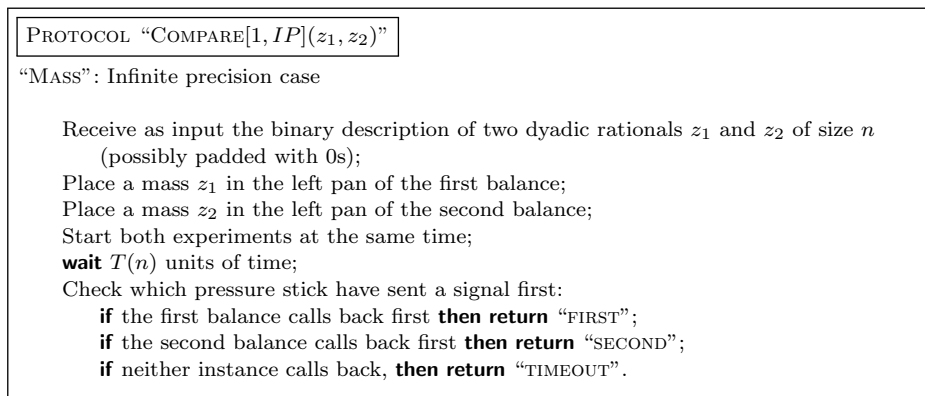 PROTOCOL “COMPARE[1, IP](z₁, z₂)”
“MASS”: Infinite precision case
Receive as input the binary description of two dyadic rationals z₁ and z₂ of size n
(possibly padded with 0s);
Place a mass z₁ in the left pan of the first balance;
Place a mass z₂ in the left pan of the second balance;
Start both experiments at the same time;
wait T(n) units of time;
Check which pressure stick have sent a signal first:
if the first balance calls back first then return “FIRST”;
if the second balance calls back first then return “SECOND”;
if neither instance calls back, then return “TIMEOUT”.